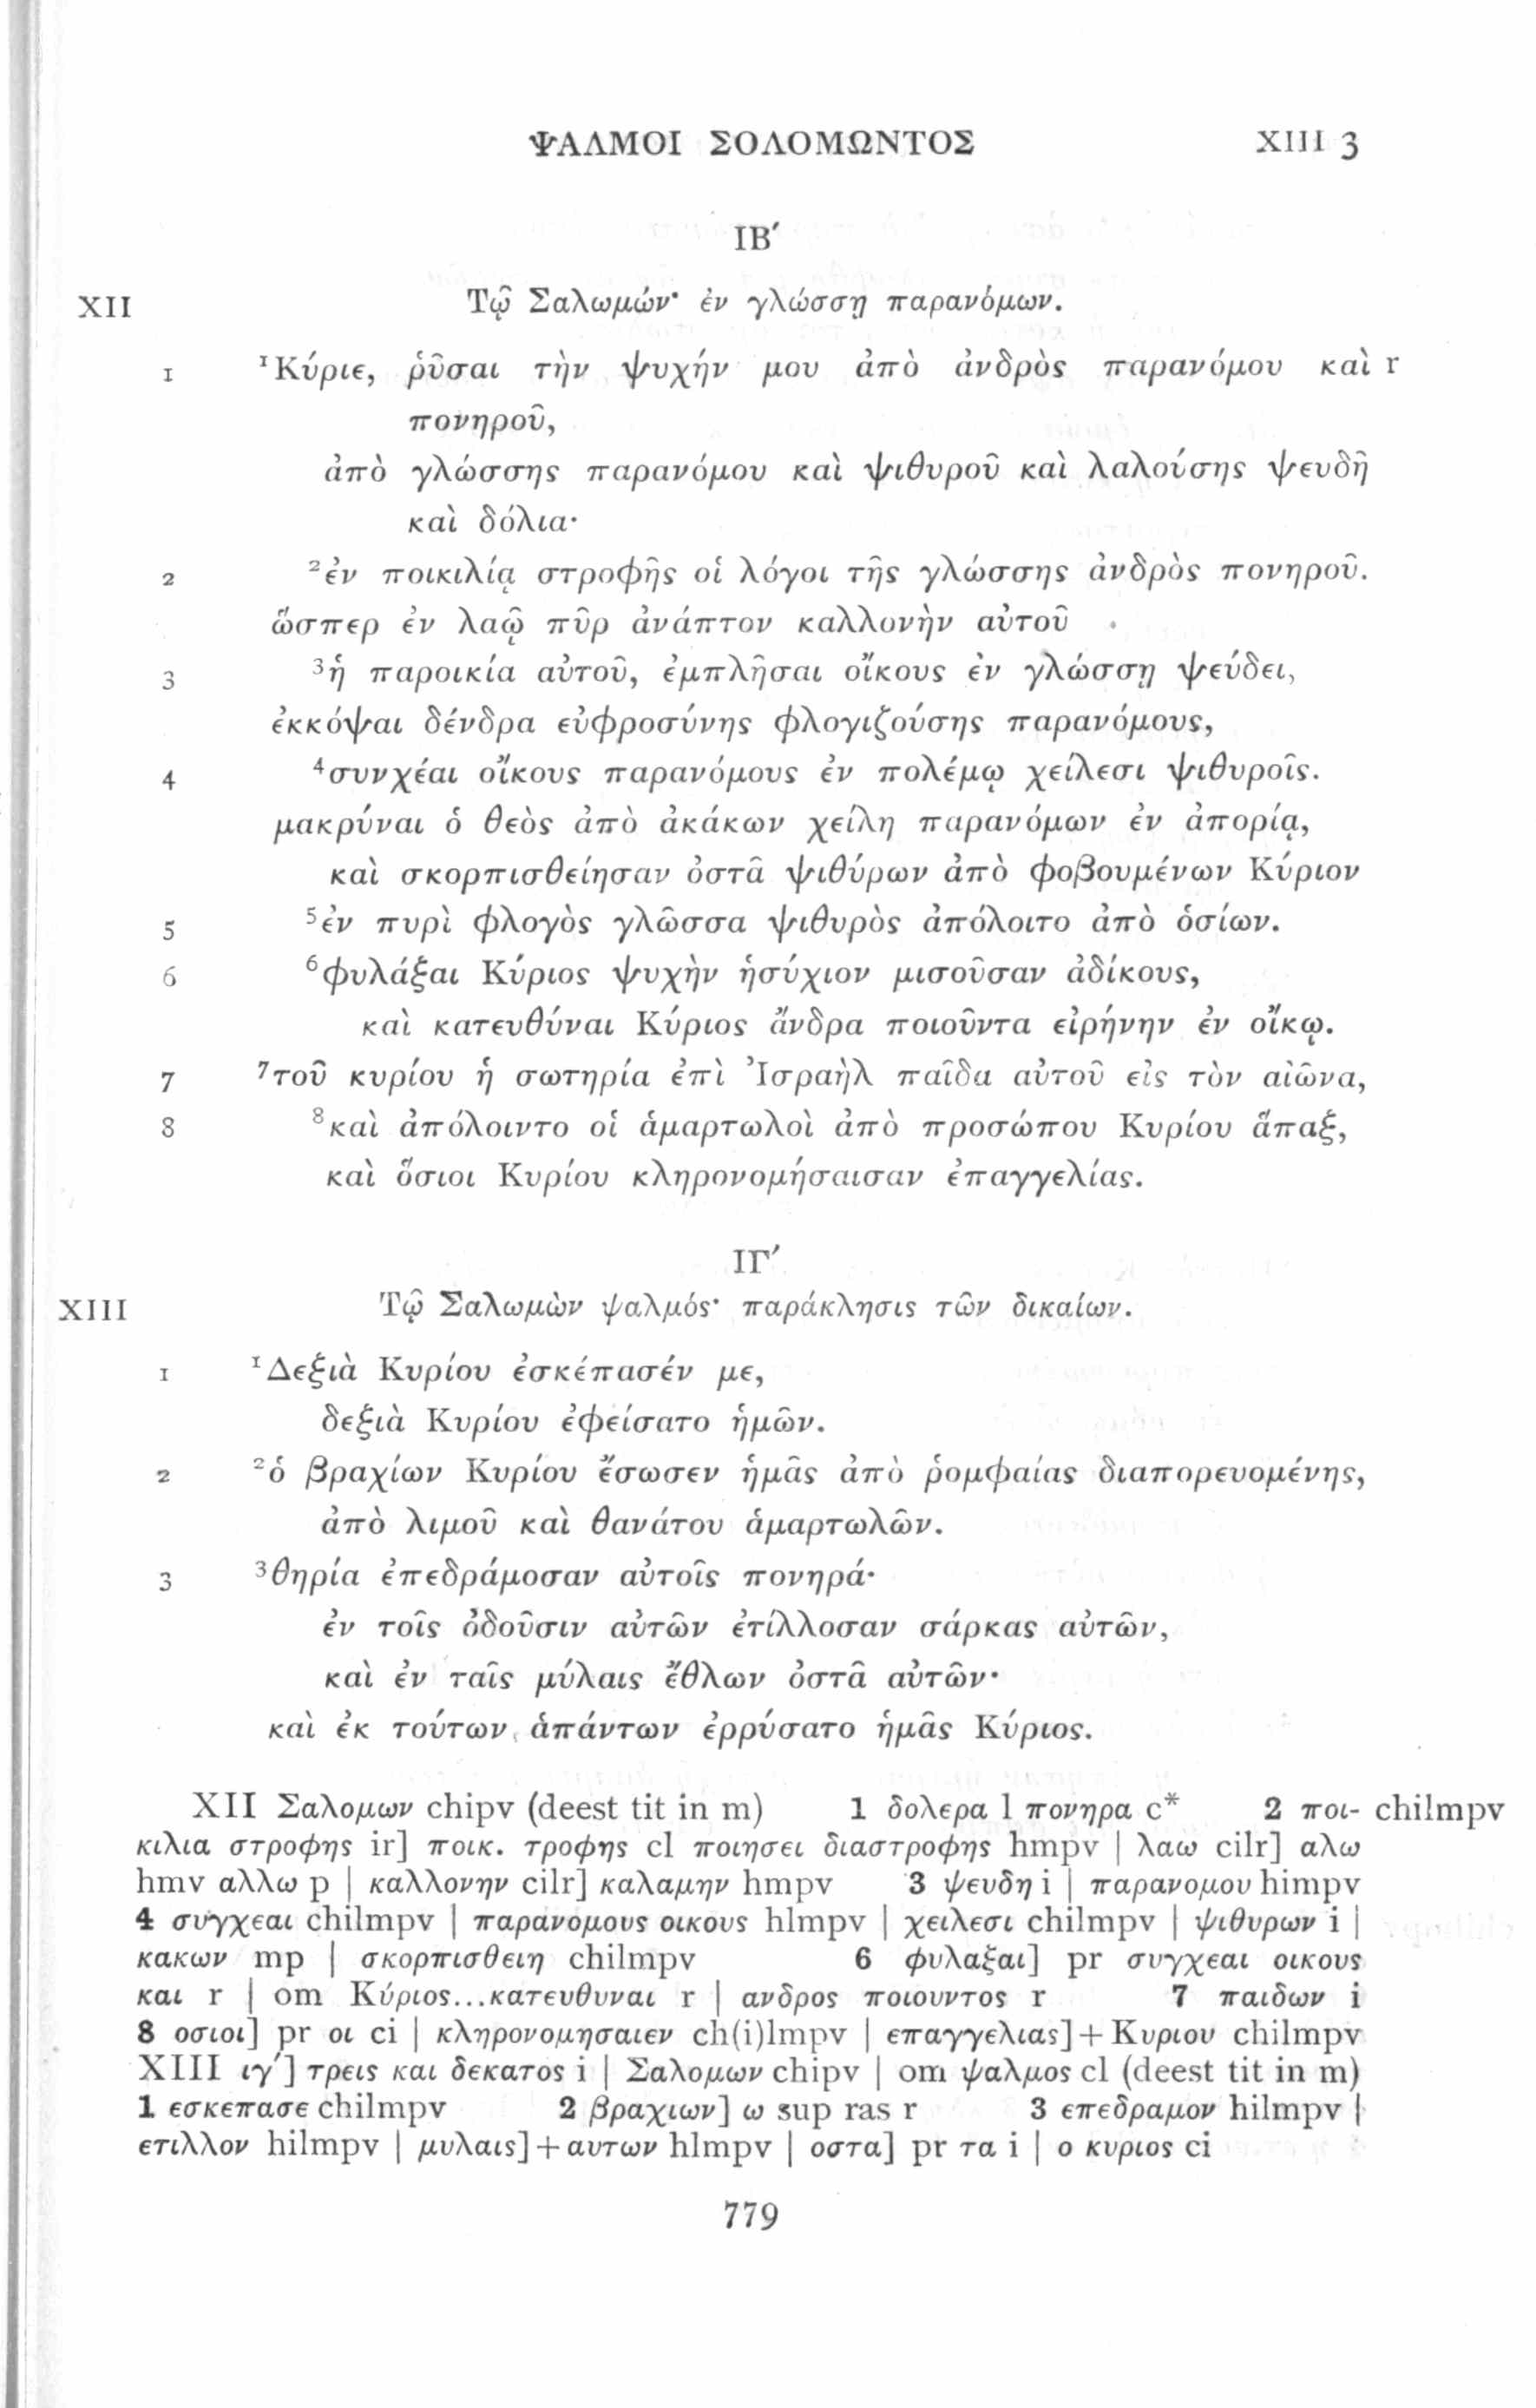 ΨΑΛΜΟΙ ΣΟΛΟΜΩΝΤΟΣ XIII 3
ΙΒ′
XII Τῷ Σαλωμών· ἐν γλώσσῃ παρανόμων.
1 ¹Κύριε, ῥῦσαι τὴν ψυχήν μου ἀπὸ ἀνδρὸς παρανόμου καὶ r
πονηροῦ,
ἀπὸ γλώσσης παρανόμου καὶ ψιθυροῦ καὶ λαλούσης ψευδῆ
καὶ δόλια·
2 ²ἐν ποικιλίᾳ στροφῆς οἱ λόγοι τῆς γλώσσης ἀνδρὸς πονηροῦ.
ὥσπερ ἐν λαῷ πῦρ ἀνάπτον καλλονὴν αὐτοῦ
3 ³ἡ παροικία αὐτοῦ, ἐμπλῆσαι οἴκους ἐν γλώσσῃ ψεύδει,
ἐκκόψαι δένδρα εὐφροσύνης φλογιζούσης παρανόμους,
4 ⁴συνχέαι οἴκους παρανόμους ἐν πολέμῳ χείλεσι ψιθυροῖς.
μακρύναι ὁ θεὸς ἀπὸ ἀκάκων χείλη παρανόμων ἐν ἀπορίᾳ,
καὶ σκορπισθείησαν ὀστᾶ ψιθύρων ἀπὸ φοβουμένων Κύριον
5 ⁵ἐν πυρὶ φλογὸς γλῶσσα ψιθυρὸς ἀπόλοιτο ἀπὸ ὁσίων.
6 ⁶φυλάξαι Κύριος ψυχὴν ἡσύχιον μισοῦσαν ἀδίκους,
καὶ κατευθύναι Κύριος ἄνδρα ποιοῦντα εἰρήνην ἐν οἴκῳ.
7 ⁷τοῦ κυρίου ἡ σωτηρία ἐπὶ Ἰσραὴλ παῖδα αὐτοῦ εἰς τὸν αἰῶνα,
8 ⁸καὶ ἀπόλοιντο οἱ ἁμαρτωλοὶ ἀπὸ προσώπου Κυρίου ἅπαξ,
καὶ ὅσιοι Κυρίου κληρονομήσαισαν ἐπαγγελίας.
ΙΓ′
XIII Τῷ Σαλωμὼν ψαλμός· παράκλησις τῶν δικαίων.
1 ¹Δεξιὰ Κυρίου ἐσκέπασέν με,
δεξιὰ Κυρίου ἐφείσατο ἡμῶν.
2 ²ὁ βραχίων Κυρίου ἔσωσεν ἡμᾶς ἀπὸ ῥομφαίας διαπορευομένης,
ἀπὸ λιμοῦ καὶ θανάτου ἁμαρτωλῶν.
3 ³θηρία ἐπεδράμοσαν αὐτοῖς πονηρά·
ἐν τοῖς ὀδοῦσιν αὐτῶν ἐτίλλοσαν σάρκας αὐτῶν,
καὶ ἐν ταῖς μύλαις ἔθλων ὀστᾶ αὐτῶν·
καὶ ἐκ τούτων ἁπάντων ἐρρύσατο ἡμᾶς Κύριος.
XII Σαλομων chipv (deest tit in m) 1 δολερα l πονηρα c* 2 ποι- chilmpv
κιλια στροφης ir] ποικ. τροφης cl ποιησει διαστροφης hmpv | λαω cilr] αλω
hmv αλλω p | καλλονην cilr] καλαμην hmpv 3 ψευδη i | παρανομου himpv
4 συγχεαι chilmpv | παράνομους οικους hlmpv | χειλεσι chilmpv | ψιθυρων i |
κακων mp | σκορπισθειη chilmpv 6 φυλαξαι] pr συγχεαι οικους
και r | om Κύριος...κατευθυναι r | ανδρος ποιουντος r 7 παιδων i
8 οσιοι] pr οι ci | κληρονομησαιεν ch(i)lmpv | επαγγελιας] + Κυριου chilmpv
XIII ιγ′] τρεις και δεκατος i | Σαλομων chipv | om ψαλμος cl (deest tit in m)
1 εσκεπασε chilmpv 2 βραχιων] ω sup ras r 3 επεδραμον hilmpv |
ετιλλον hilmpv | μυλαις] + αυτων hlmpv | οστα] pr τα i | ο κυριος ci
779